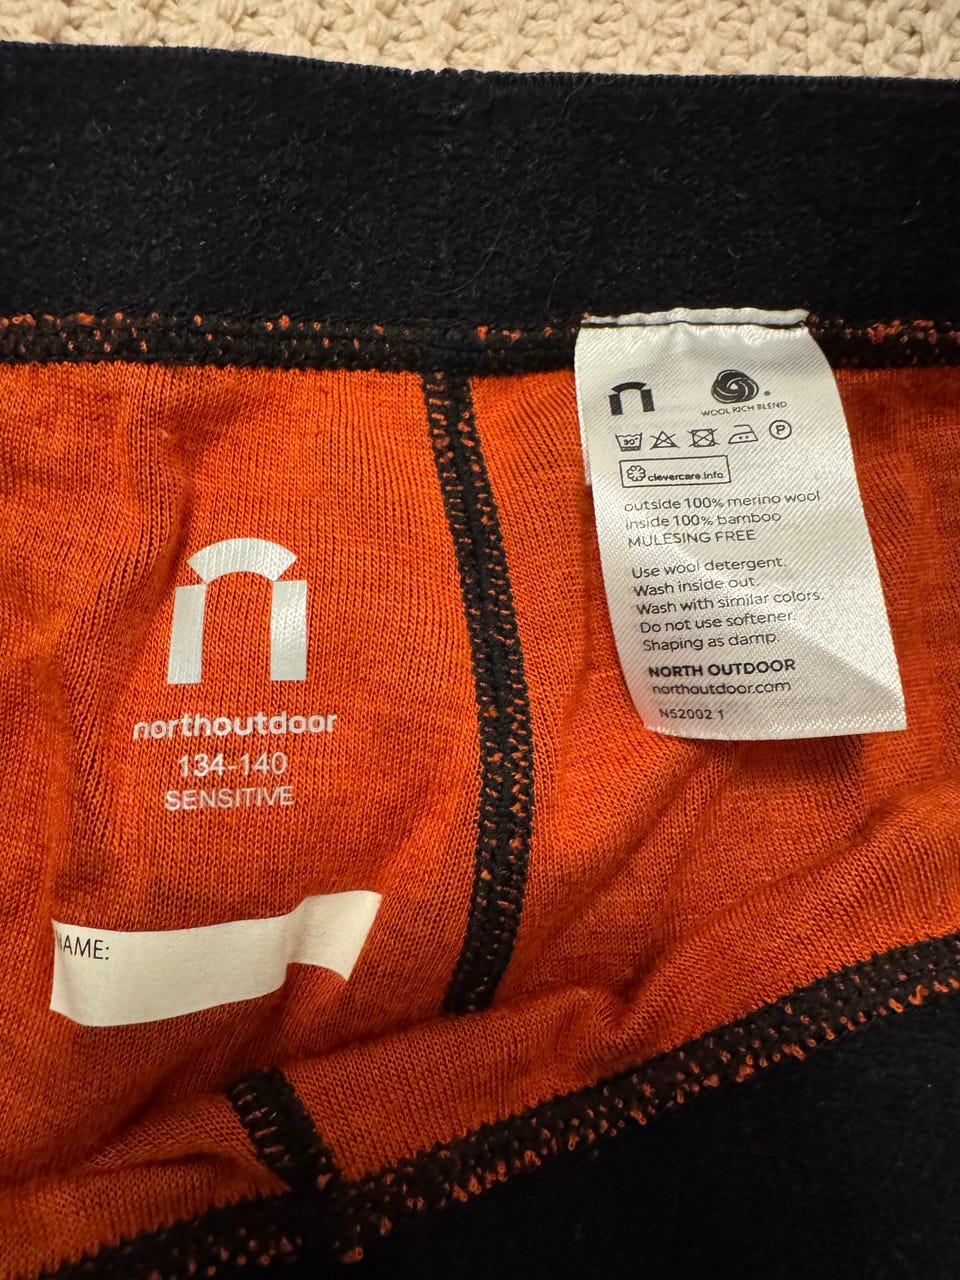 northoutdoor
134-140
SENSITIVE
NAME:
WOOL RICH BLEND
30°
P
clevercare.info
outside 100% merino wool
inside 100% bamboo
MULESING FREE
Use wool detergent.
Wash inside out.
Wash with similar colors.
Do not use softener.
Shaping as damp.
NORTH OUTDOOR
northoutdoor.com
N52002 1